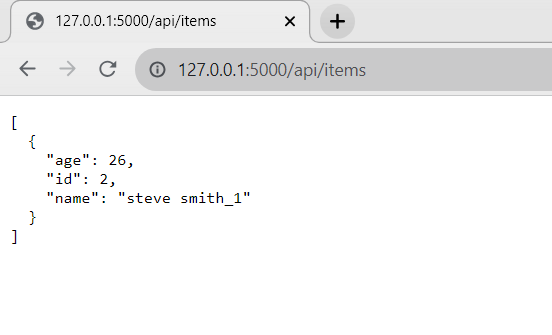 127.0.0.1:5000/api/items
127.0.0.1:5000/api/items
[
  {
    "age": 26,
    "id": 2,
    "name": "steve smith_1"
  }
]